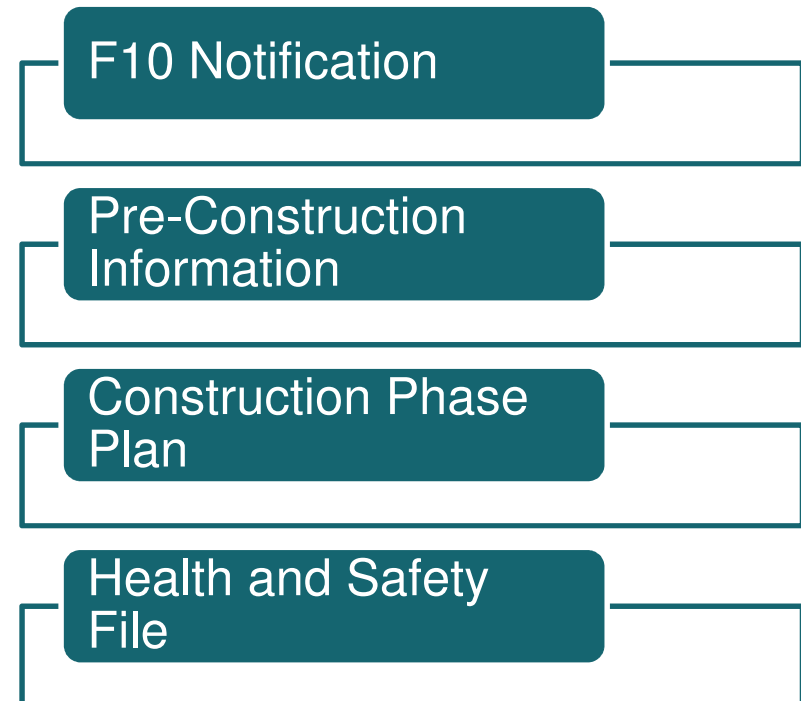 F10 Notification
Pre-Construction
Information
Construction Phase
Plan
Health and Safety
File